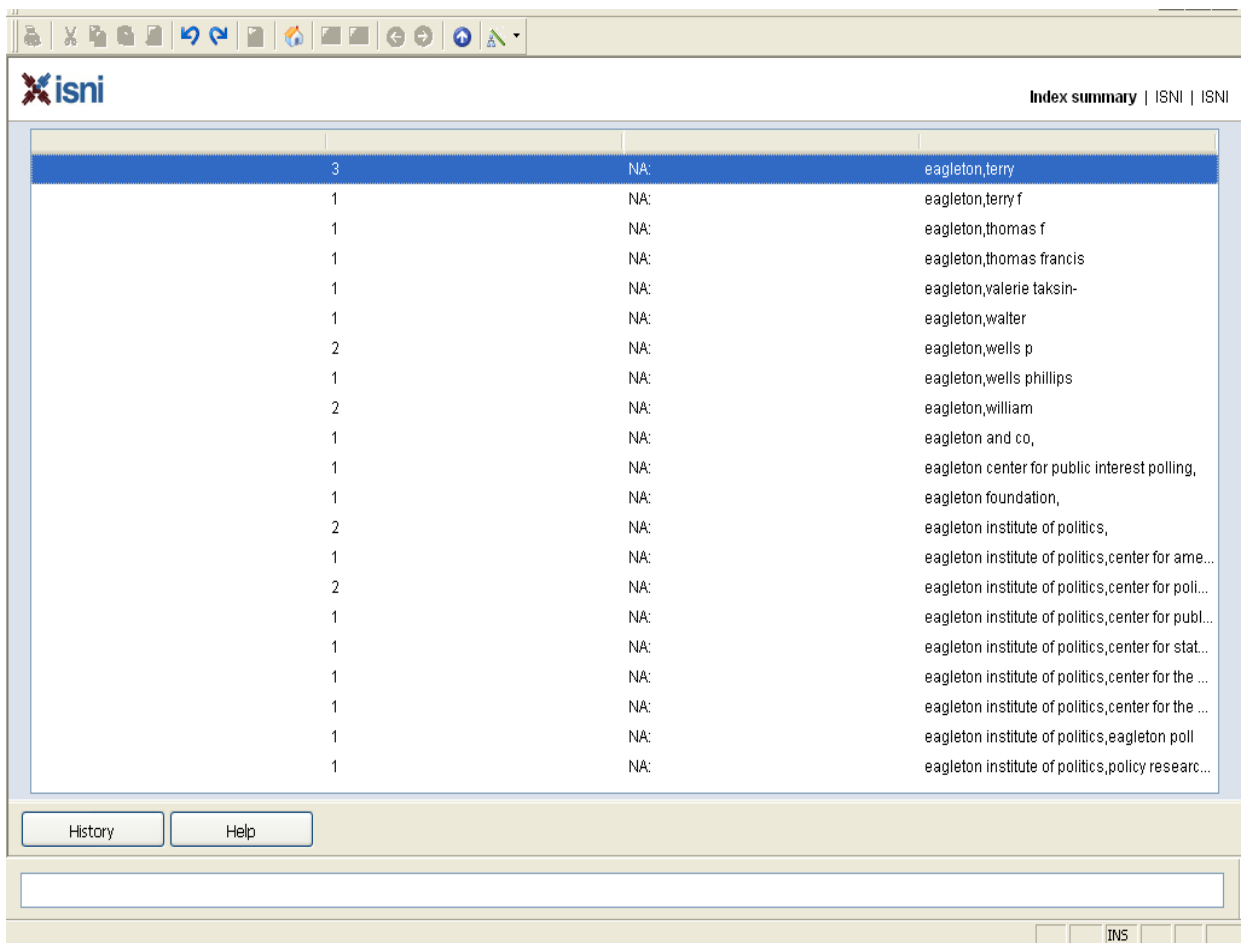 isni
Index summary | ISNI | ISNI
3 NA: eagleton,terry
1 NA: eagleton,terry f
1 NA: eagleton,thomas f
1 NA: eagleton,thomas francis
1 NA: eagleton,valerie taksin-
1 NA: eagleton,walter
2 NA: eagleton,wells p
1 NA: eagleton,wells phillips
2 NA: eagleton,william
1 NA: eagleton and co,
1 NA: eagleton center for public interest polling,
1 NA: eagleton foundation,
2 NA: eagleton institute of politics,
1 NA: eagleton institute of politics,center for ame...
2 NA: eagleton institute of politics,center for poli...
1 NA: eagleton institute of politics,center for publ...
1 NA: eagleton institute of politics,center for stat...
1 NA: eagleton institute of politics,center for the ...
1 NA: eagleton institute of politics,center for the ...
1 NA: eagleton institute of politics,eagleton poll
1 NA: eagleton institute of politics,policy researc...
History Help
INS